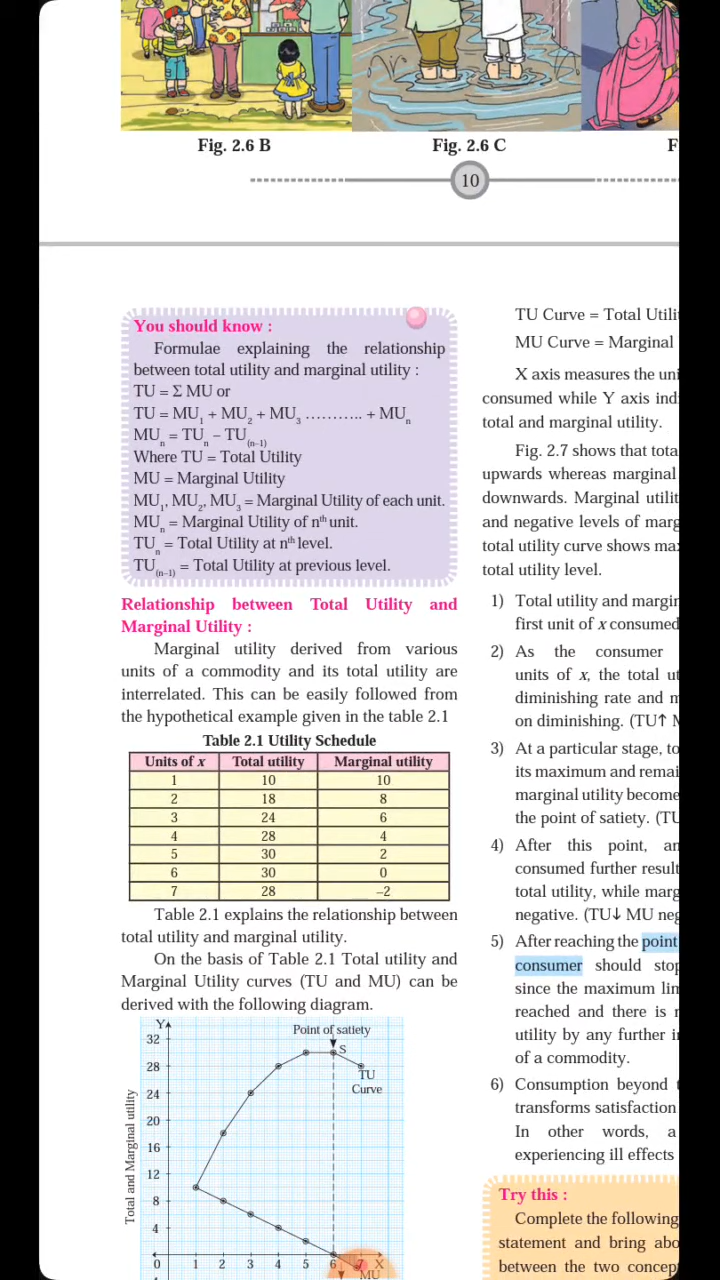 Fig. 2.6 B
Fig. 2.6 C
F
10
You should know :
Formulae explaining the relationship
between total utility and marginal utility :
TU = Σ MU or
TU = MU₁ + MU₂ + MU₃ ……….. + MUₙ
MUₙ = TUₙ – TU₍ₙ₋₁₎
Where TU = Total Utility
MU = Marginal Utility
MU₁, MU₂, MU₃ = Marginal Utility of each unit.
MUₙ = Marginal Utility of nᵗʰ unit.
TUₙ = Total Utility at nᵗʰ level.
TU₍ₙ₋₁₎ = Total Utility at previous level.
Relationship between Total Utility and
Marginal Utility :
Marginal utility derived from various
units of a commodity and its total utility are
interrelated. This can be easily followed from
the hypothetical example given in the table 2.1
Table 2.1 Utility Schedule
Units of x Total utility Marginal utility
1 10 10
2 18 8
3 24 6
4 28 4
5 30 2
6 30 0
7 28 –2
Table 2.1 explains the relationship between
total utility and marginal utility.
On the basis of Table 2.1 Total utility and
Marginal Utility curves (TU and MU) can be
derived with the following diagram.
Y
32
28
24
20
16
12
8
4
0 1 2 3 4 5 6 7 X
Total and Marginal utility
Point of satiety
S
TU
Curve
MU
TU Curve = Total Utili
MU Curve = Marginal
X axis measures the uni
consumed while Y axis ind
total and marginal utility.
Fig. 2.7 shows that tota
upwards whereas marginal
downwards. Marginal utilit
and negative levels of marg
total utility curve shows ma
total utility level.
1) Total utility and margin
first unit of x consumed
2) As the consumer
units of x, the total ut
diminishing rate and m
on diminishing. (TU↑ M
3) At a particular stage, to
its maximum and remai
marginal utility become
the point of satiety. (TU
4) After this point, an
consumed further result
total utility, while marg
negative. (TU↓ MU neg
5) After reaching the point
consumer should stop
since the maximum lim
reached and there is n
utility by any further in
of a commodity.
6) Consumption beyond t
transforms satisfaction
In other words, a
experiencing ill effects
Try this :
Complete the following
statement and bring abo
between the two concep